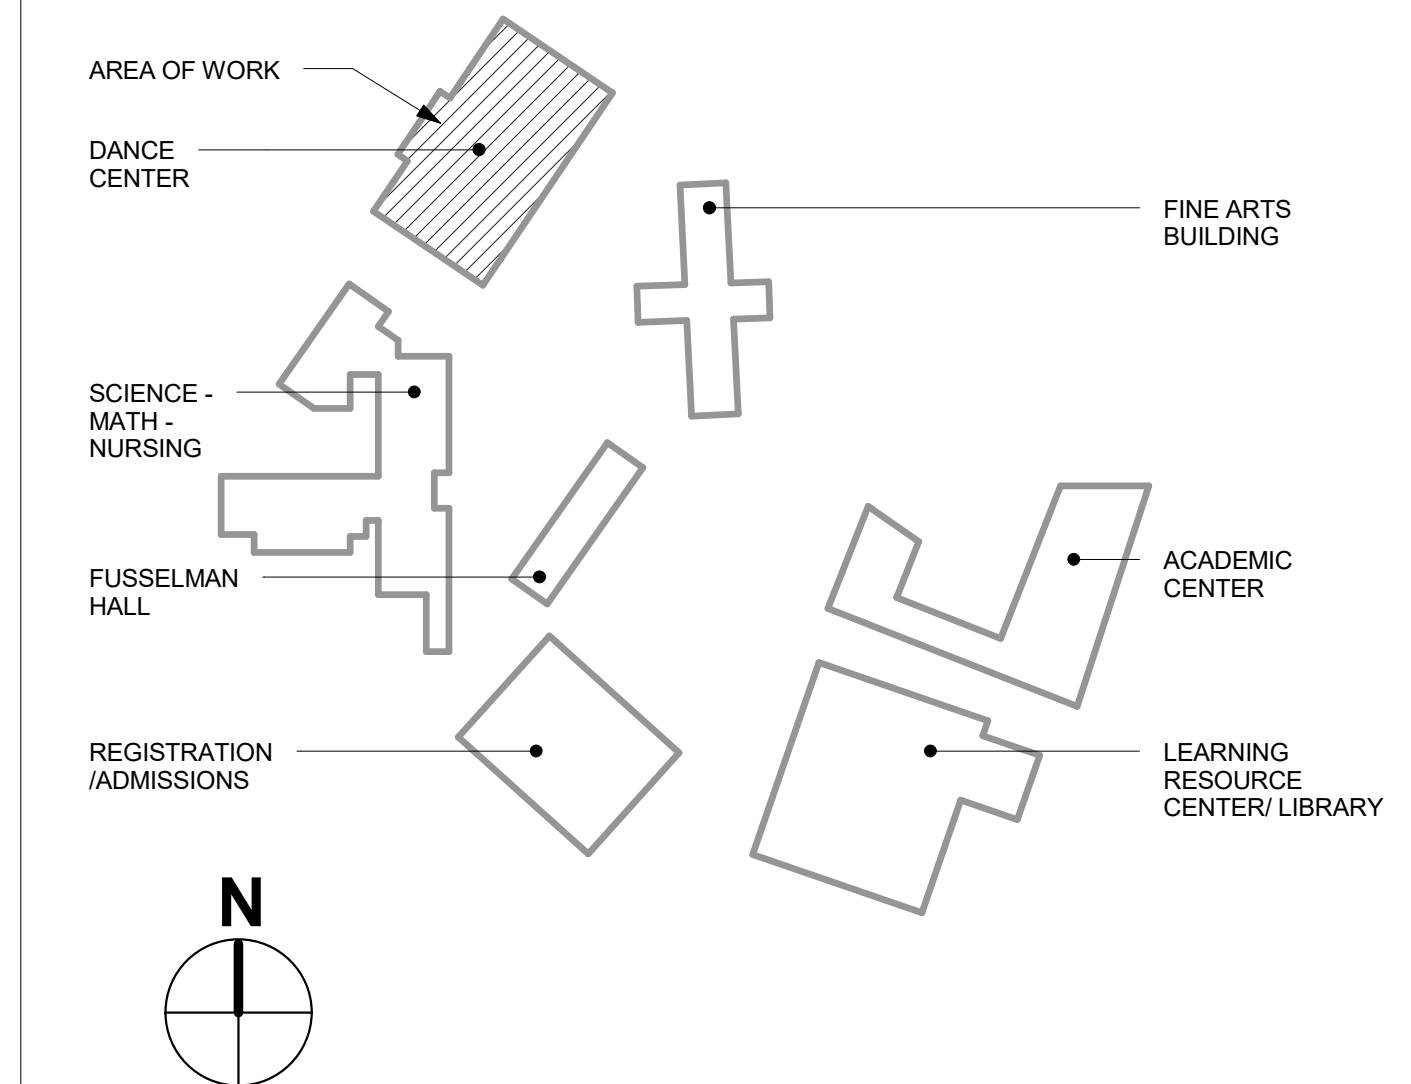 AREA OF WORK
DANCE
CENTER
FINE ARTS
BUILDING
SCIENCE -
MATH -
NURSING
FUSSELMAN
HALL
ACADEMIC
CENTER
REGISTRATION
/ADMISSIONS
LEARNING
RESOURCE
CENTER/ LIBRARY
N